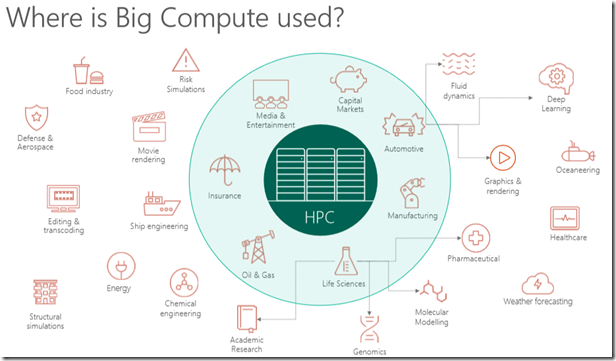 Where is Big Compute used?
Food industry
Risk
Simulations
Media &
Entertainment
Capital
Markets
Fluid
dynamics
Deep
Learning
Defense &
Aerospace
Movie
rendering
Automotive
Graphics &
rendering
Oceaneering
Insurance
HPC
Manufacturing
Editing &
transcoding
Ship engineering
Healthcare
Pharmaceutical
Oil & Gas
Life Sciences
Energy
Chemical
engineering
Molecular
Modelling
Weather forecasting
Structural
simulations
Academic
Research
Genomics